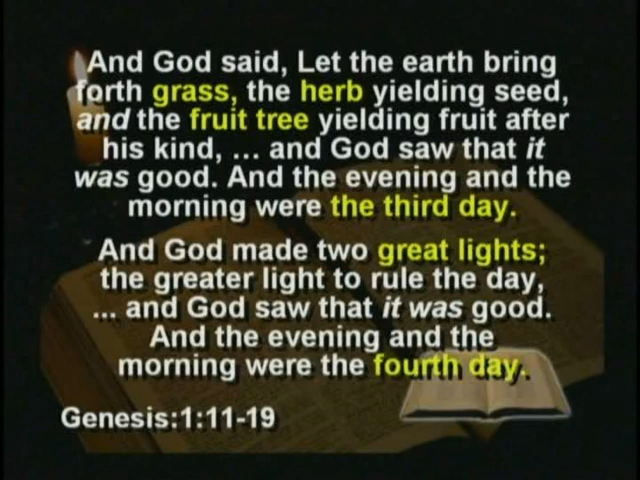 And God said, Let the earth bring
forth grass, the herb yielding seed,
and the fruit tree yielding fruit after
his kind, ... and God saw that it
was good. And the evening and the
morning were the third day.
And God made two great lights;
the greater light to rule the day,
... and God saw that it was good.
And the evening and the
morning were the fourth day.
Genesis:1:11-19